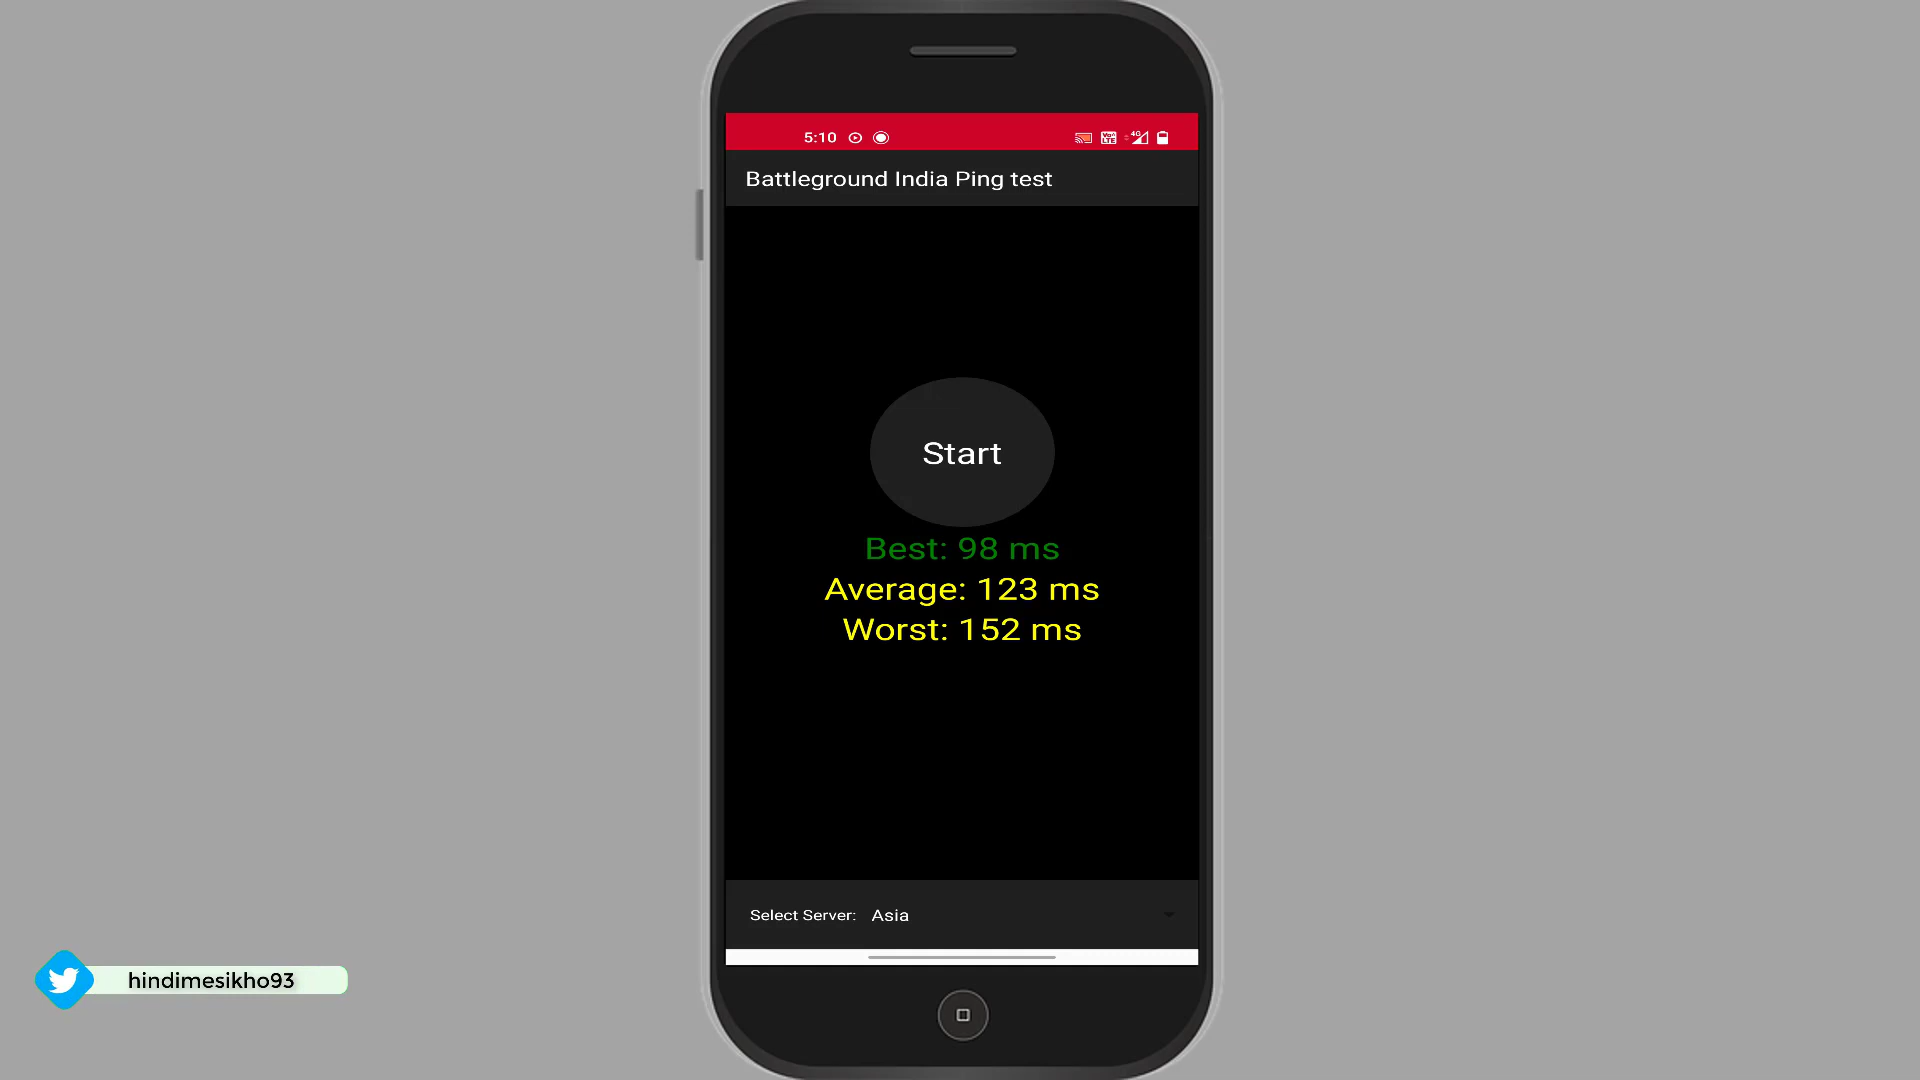 5:10
4G
Battleground India Ping test
Start
Best: 98 ms
Average: 123 ms
Worst: 152 ms
Select Server: Asia
hindimesikho93